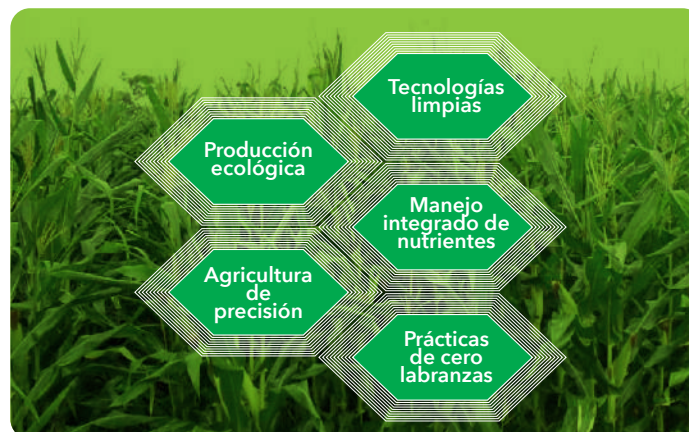 Tecnologías
limpias
Producción
ecológica
Manejo
integrado de
nutrientes
Agricultura
de
precisión
Prácticas
de cero
labranzas